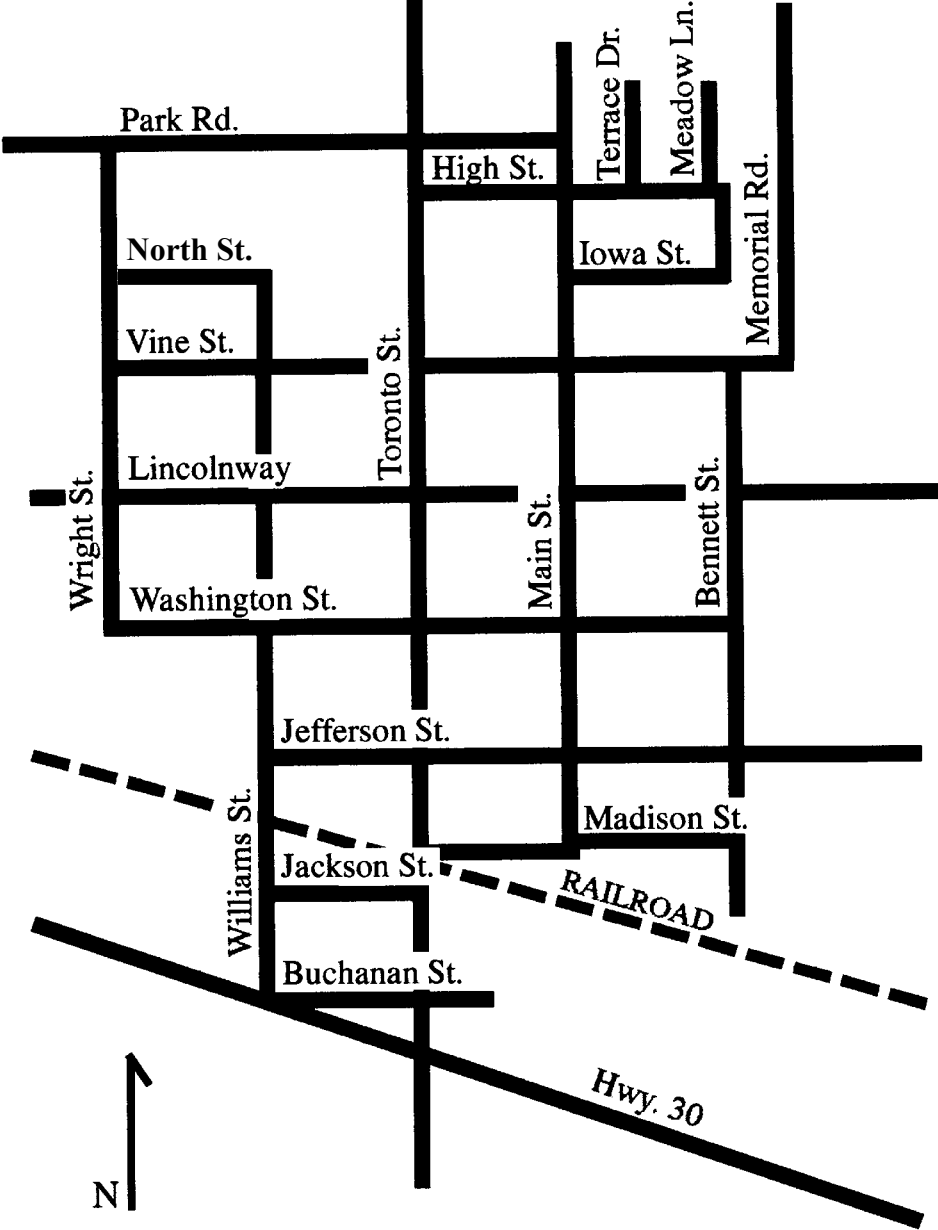 Terrace Dr.
Meadow Ln.
Park Rd.
High St.
Memorial Rd.
North St.
Iowa St.
Vine St.
Toronto St.
Lincolnway
Wright St.
Main St.
Bennett St.
Washington St.
Jefferson St.
Williams St.
Madison St.
Jackson St.
RAILROAD
Buchanan St.
Hwy. 30
N